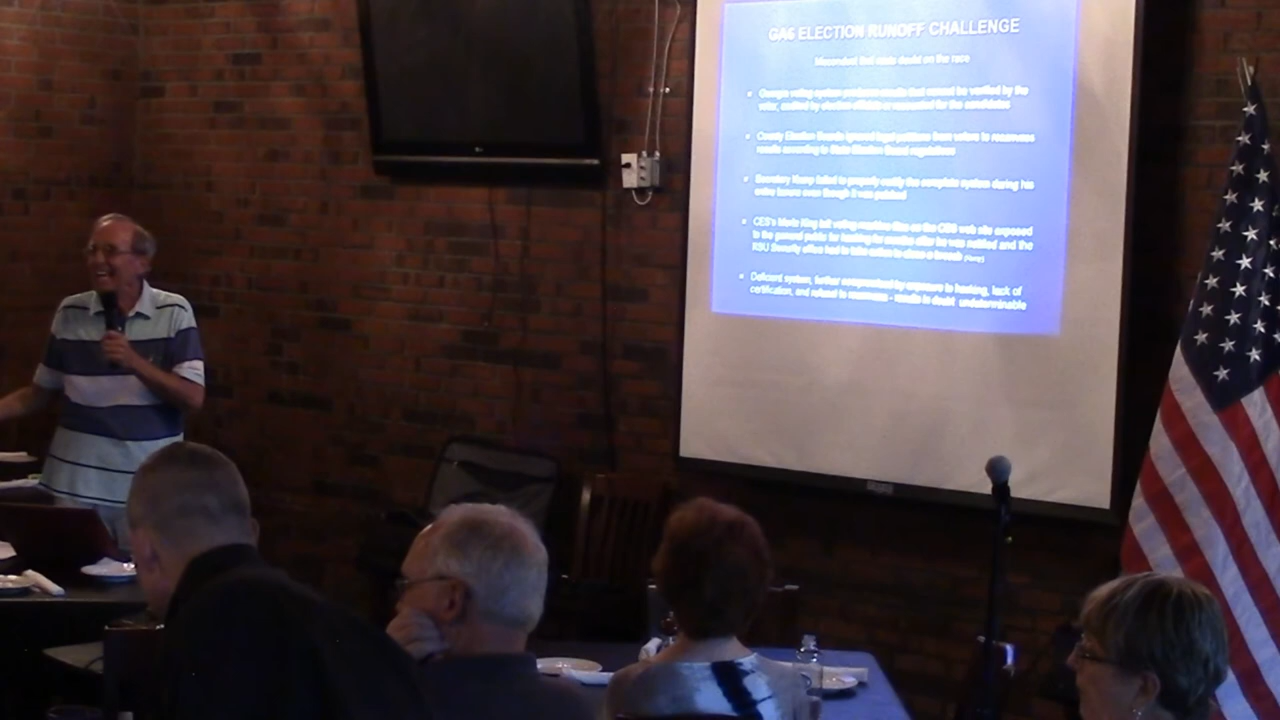 GA6 ELECTION RUNOFF CHALLENGE
Misconduct that casts doubt on the race
Georgia voting system produces results that cannot be verified by the
voter, audited by election officials or recounted for the candidates
County Election Boards ignored legal petitions from voters to reexamine
results according to State Election Board regulations
Secretary Kemp failed to properly certify the complete system during his
entire tenure even though it was patched
CES's Merle King left voting machine files on the CES web site exposed
to the general public for hacking for months after he was notified and the
KSU Security office had to take action to close a breach
Deficient system, further compromised by exposure to hacking, lack of
certification, and refusal to reexamine - results in doubt undeterminable